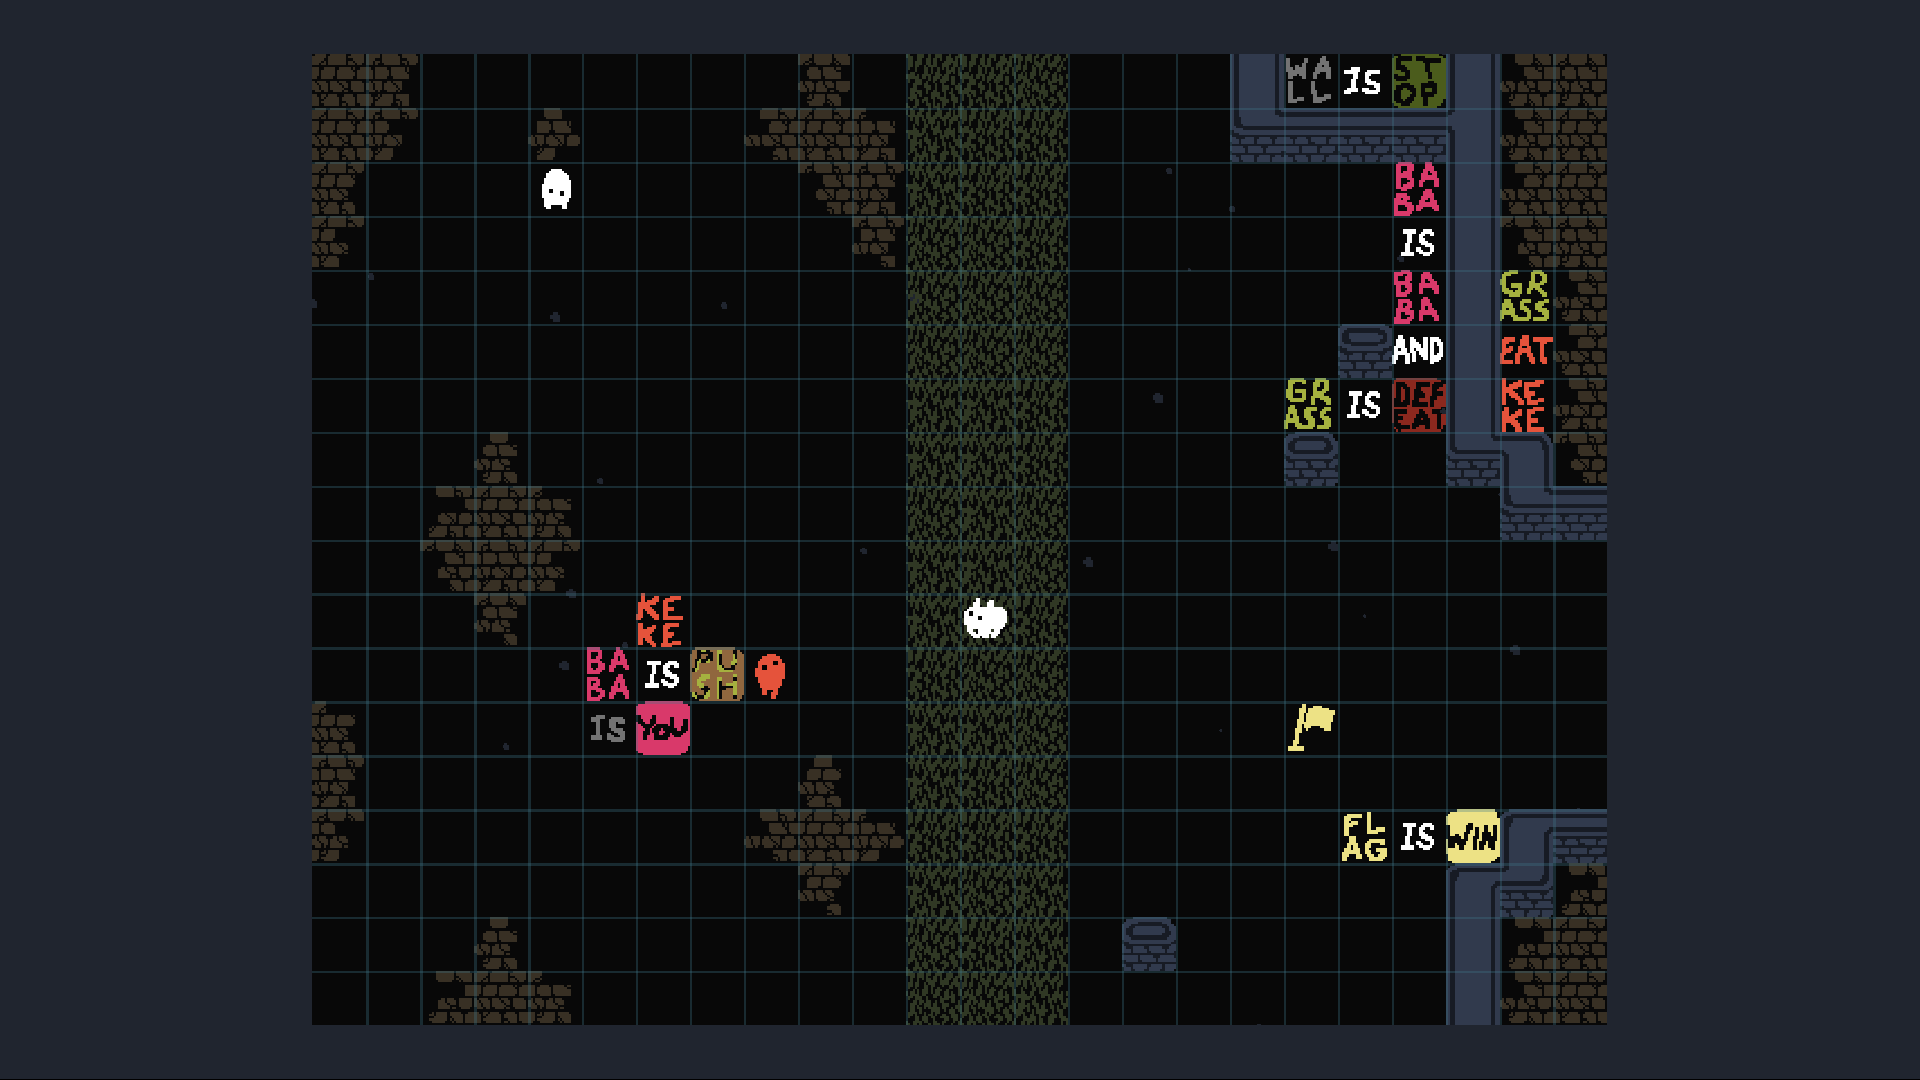 WALL IS STOP
BABA
IS
BABA GRASS
AND EAT
GRASS IS DEFEAT KEKE
KEKE
BABA IS PUSH
IS YOU
FLAG IS WIN